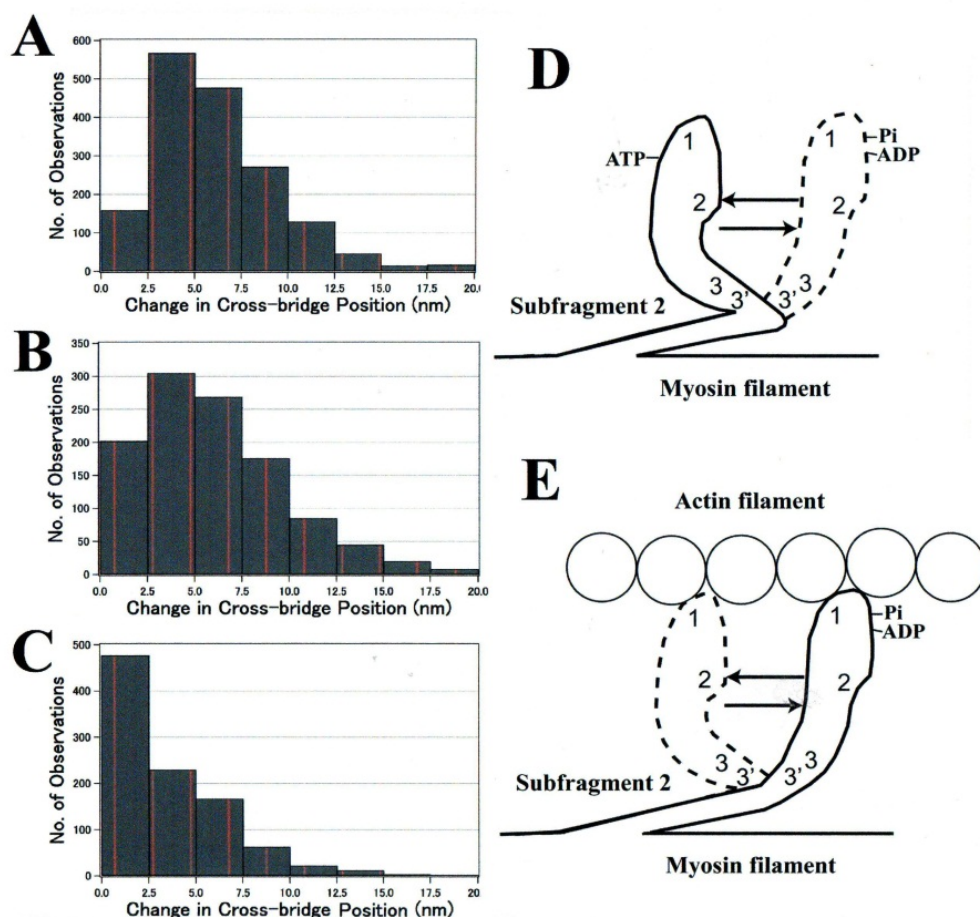 A
No. of Observations
600
500
400
300
200
100
0
0.0 2.5 5.0 7.5 10.0 12.5 15.0 17.5 20.0
Change in Cross-bridge Position (nm)
B
No. of Observations
350
300
250
200
150
100
50
0
0.0 2.5 5.0 7.5 10.0 12.5 15.0 17.5 20.0
Change in Cross-bridge Position (nm)
C
No. of Observations
500
400
300
200
100
0
0.0 2.5 5.0 7.5 10.0 12.5 15.0 17.5 20.0
Change in Cross-bridge Position (nm)
D
1 1 Pi
ATP ADP
2 2
3 3' 3' 3
Subfragment 2
Myosin filament
E
Actin filament
1 1 Pi
ADP
2 2
3 3' 3' 3
Subfragment 2
Myosin filament